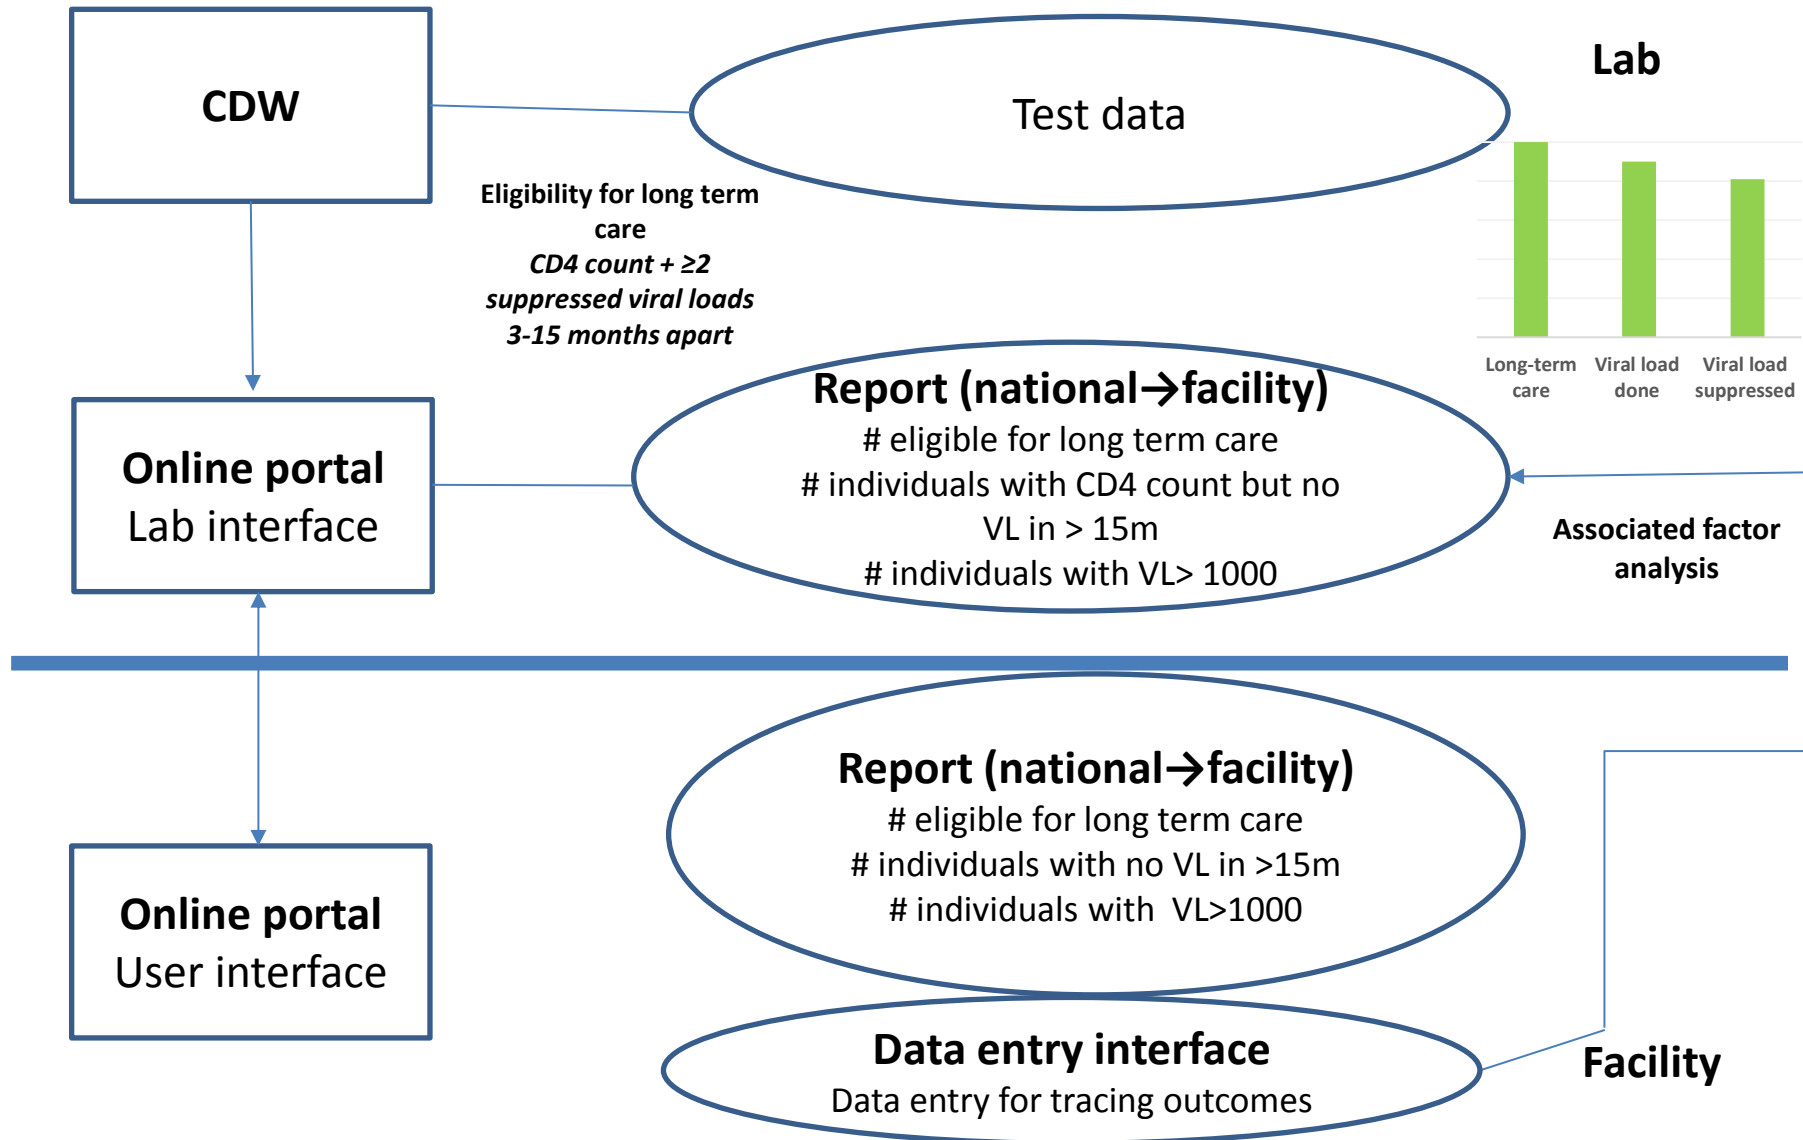 CDW
Test data
Lab
Eligibility for long term
care
CD4 count + ≥2
suppressed viral loads
3-15 months apart
Long-term
care
Viral load
done
Viral load
suppressed
Online portal
Lab interface
Report (national→facility)
# eligible for long term care
# individuals with CD4 count but no
VL in > 15m
# individuals with VL> 1000
Associated factor
analysis
Report (national→facility)
# eligible for long term care
# individuals with no VL in >15m
# individuals with  VL>1000
Online portal
User interface
Data entry interface
Data entry for tracing outcomes
Facility